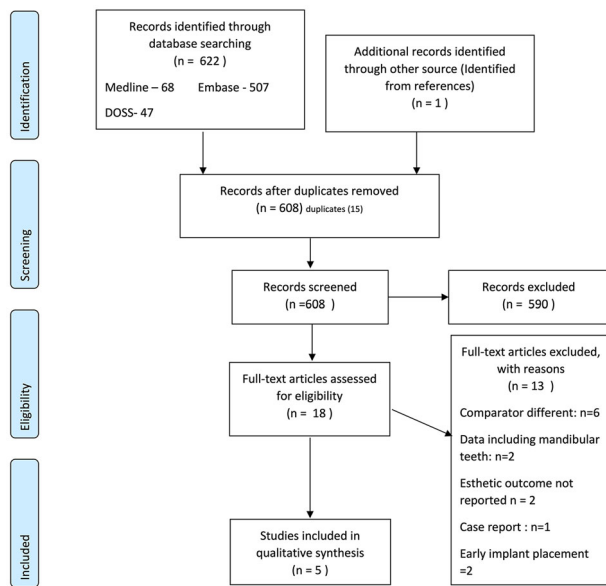 Identification
Records identified through
database searching
(n = 622 )
Medline – 68 Embase - 507
DOSS- 47
Additional records identified
through other source (Identified
from references)
(n = 1 )
Screening
Records after duplicates removed
(n = 608) duplicates (15)
Records screened
(n =608 )
Records excluded
(n = 590 )
Eligibility
Full-text articles assessed
for eligibility
(n = 18 )
Full-text articles excluded,
with reasons
(n = 13 )
Comparator different: n=6
Data including mandibular
teeth: n=2
Esthetic outcome not
reported n = 2
Case report : n=1
Early implant placement
=2
Included
Studies included in
qualitative synthesis
(n = 5 )